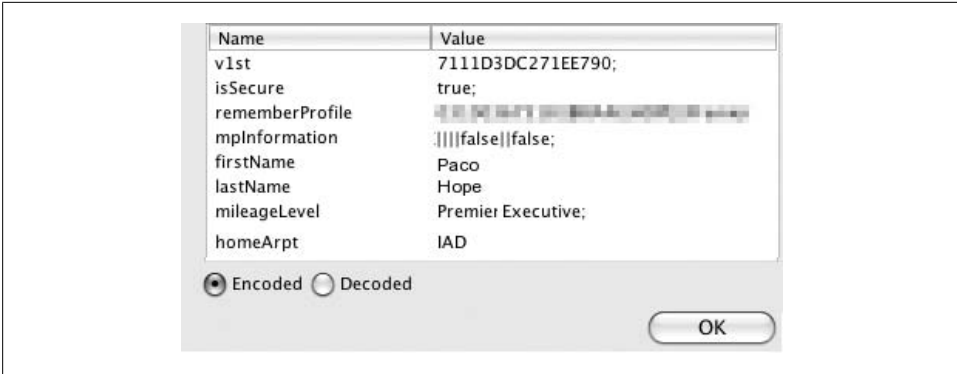 Name Value
v1st 7111D3DC271EE790;
isSecure true;
rememberProfile
mpInformation ||||false||false;
firstName Paco
lastName Hope
mileageLevel Premier Executive;
homeArpt IAD
Encoded Decoded
OK